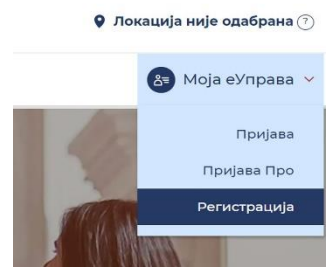 Локација није одабрана ?
Моја еУправа
Пријава
Пријава Про
Регистрација